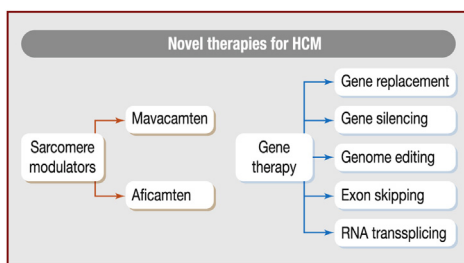 Novel therapies for HCM
Sarcomere
modulators
Mavacamten
Aficamten
Gene
therapy
Gene replacement
Gene silencing
Genome editing
Exon skipping
RNA transsplicing